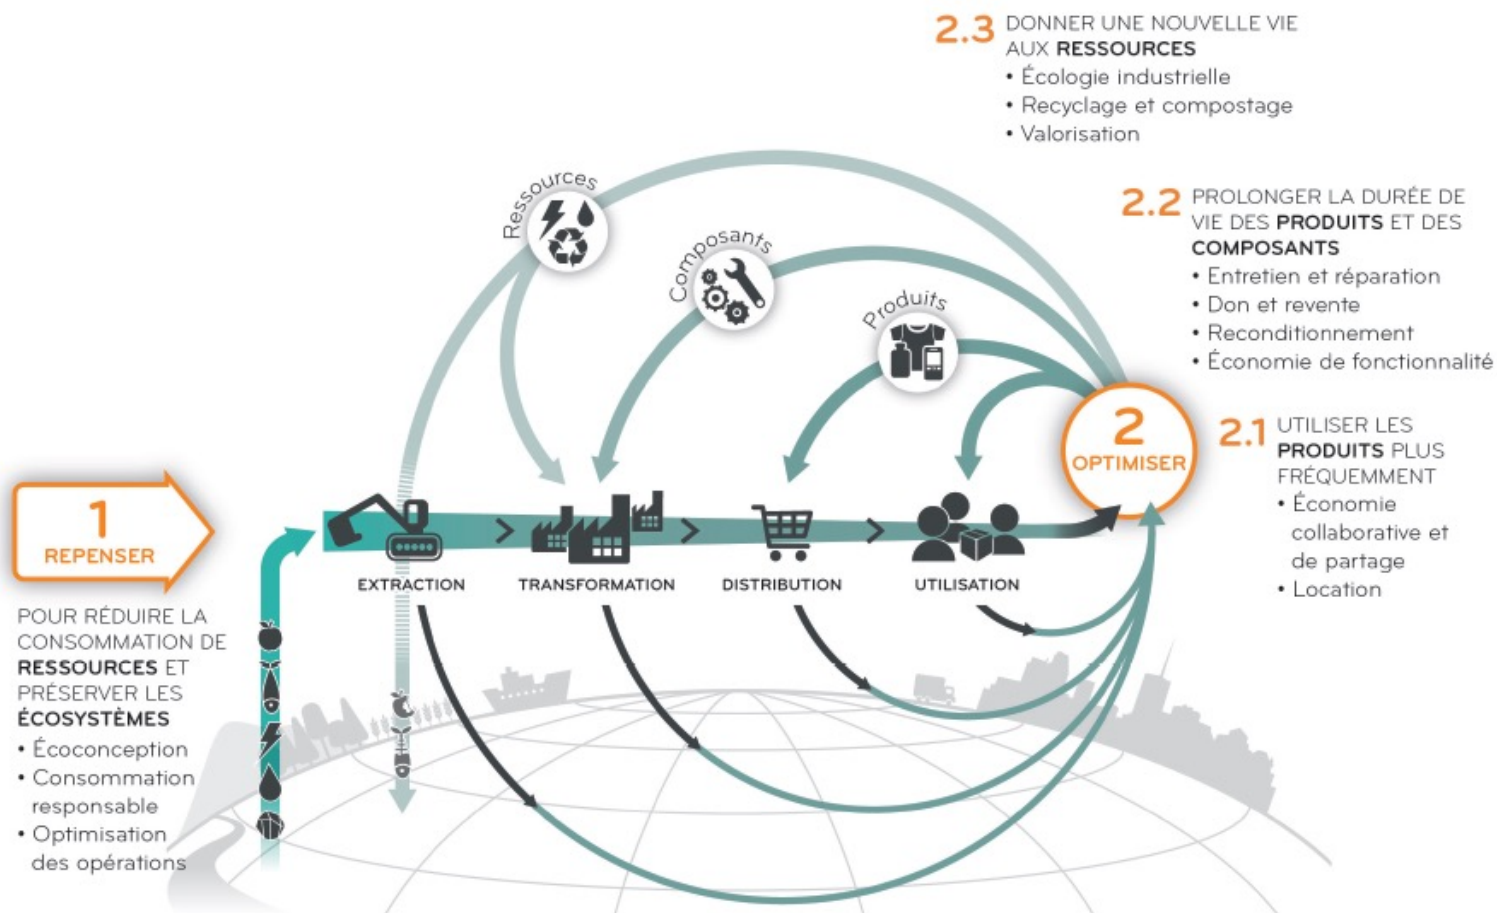 2.3 DONNER UNE NOUVELLE VIE
AUX RESSOURCES
• Écologie industrielle
• Recyclage et compostage
• Valorisation
Ressources
Composants
Produits
2.2 PROLONGER LA DURÉE DE
VIE DES PRODUITS ET DES
COMPOSANTS
• Entretien et réparation
• Don et revente
• Reconditionnement
• Économie de fonctionnalité
2
OPTIMISER
2.1 UTILISER LES
PRODUITS PLUS
FRÉQUEMMENT
• Économie
collaborative et
de partage
• Location
1
REPENSER
POUR RÉDUIRE LA
CONSOMMATION DE
RESSOURCES ET
PRÉSERVER LES
ÉCOSYSTÈMES
• Écoconception
• Consommation
responsable
• Optimisation
des opérations
EXTRACTION
TRANSFORMATION
DISTRIBUTION
UTILISATION